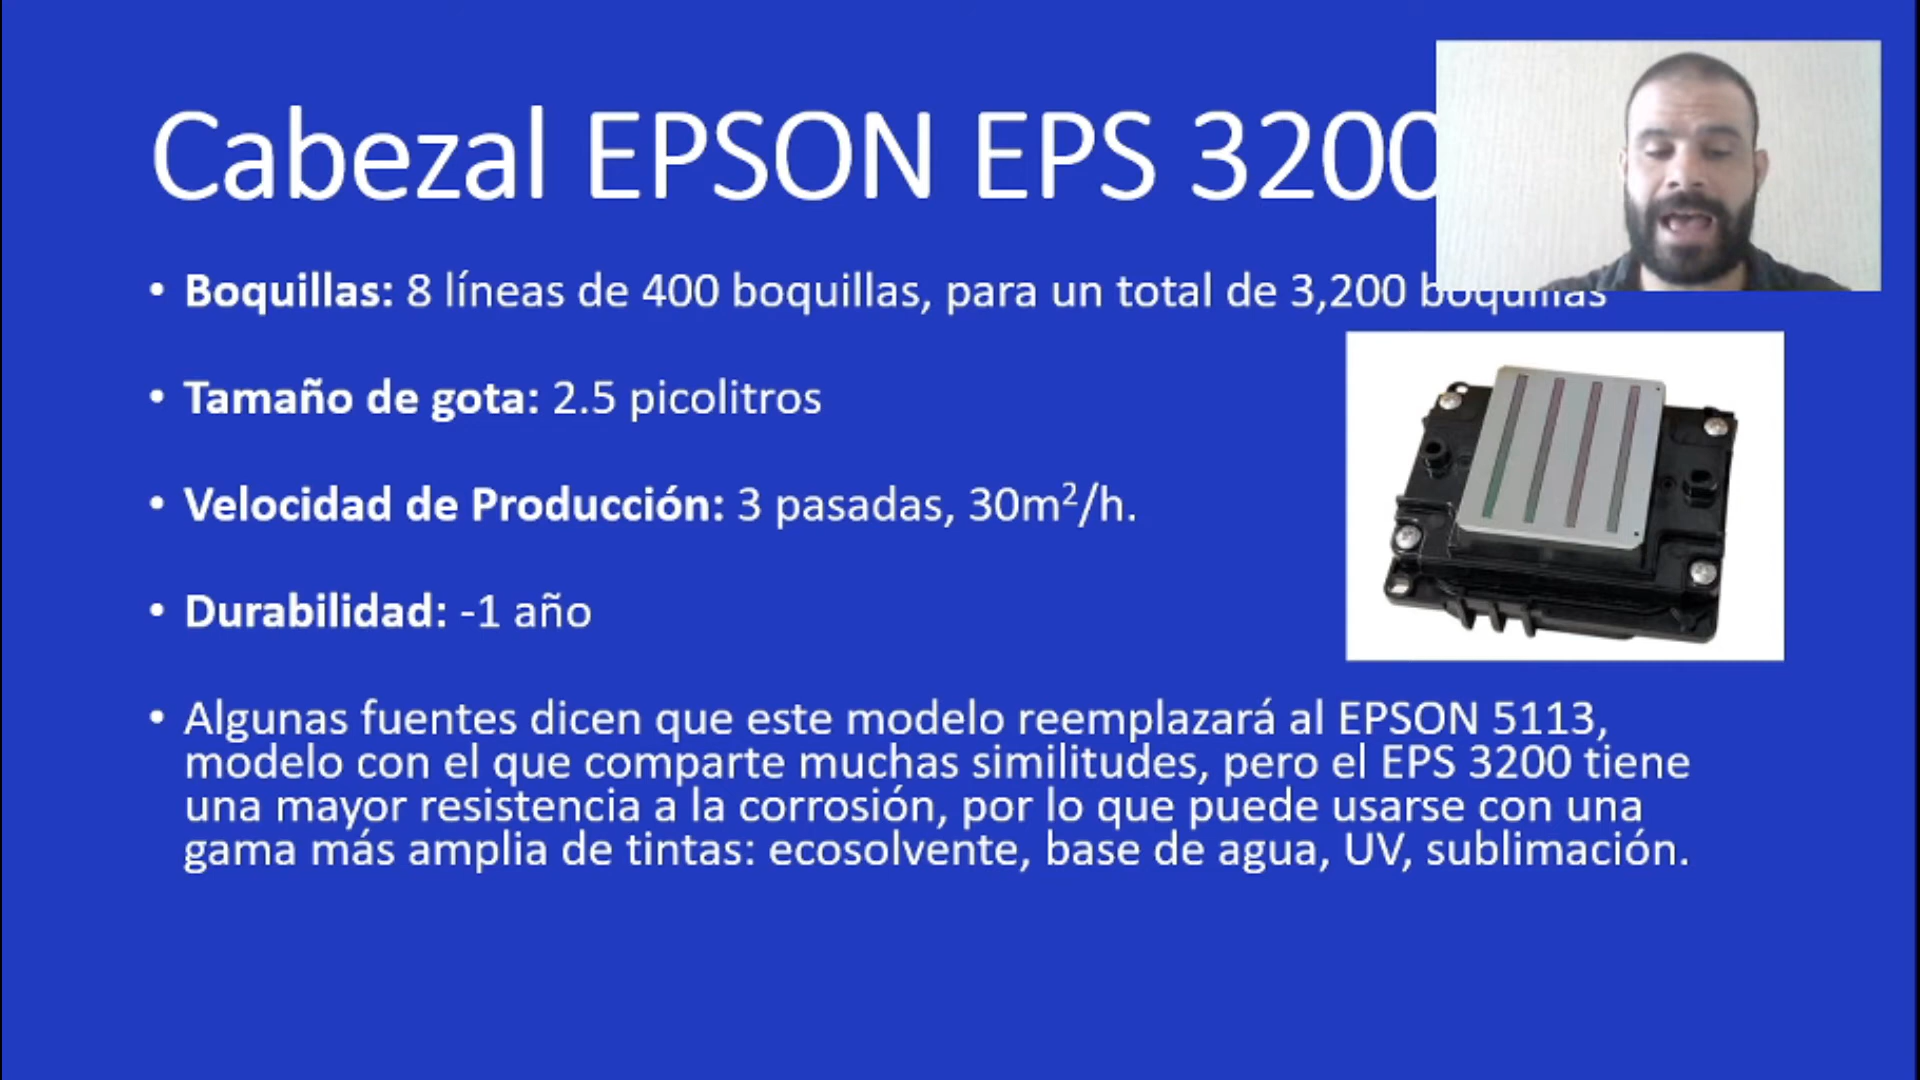 Cabezal EPSON EPS 3200
• Boquillas: 8 líneas de 400 boquillas, para un total de 3,200 boquillas
• Tamaño de gota: 2.5 picolitros
• Velocidad de Producción: 3 pasadas, 30m²/h.
• Durabilidad: -1 año
• Algunas fuentes dicen que este modelo reemplazará al EPSON 5113,
modelo con el que comparte muchas similitudes, pero el EPS 3200 tiene
una mayor resistencia a la corrosión, por lo que puede usarse con una
gama más amplia de tintas: ecosolvente, base de agua, UV, sublimación.